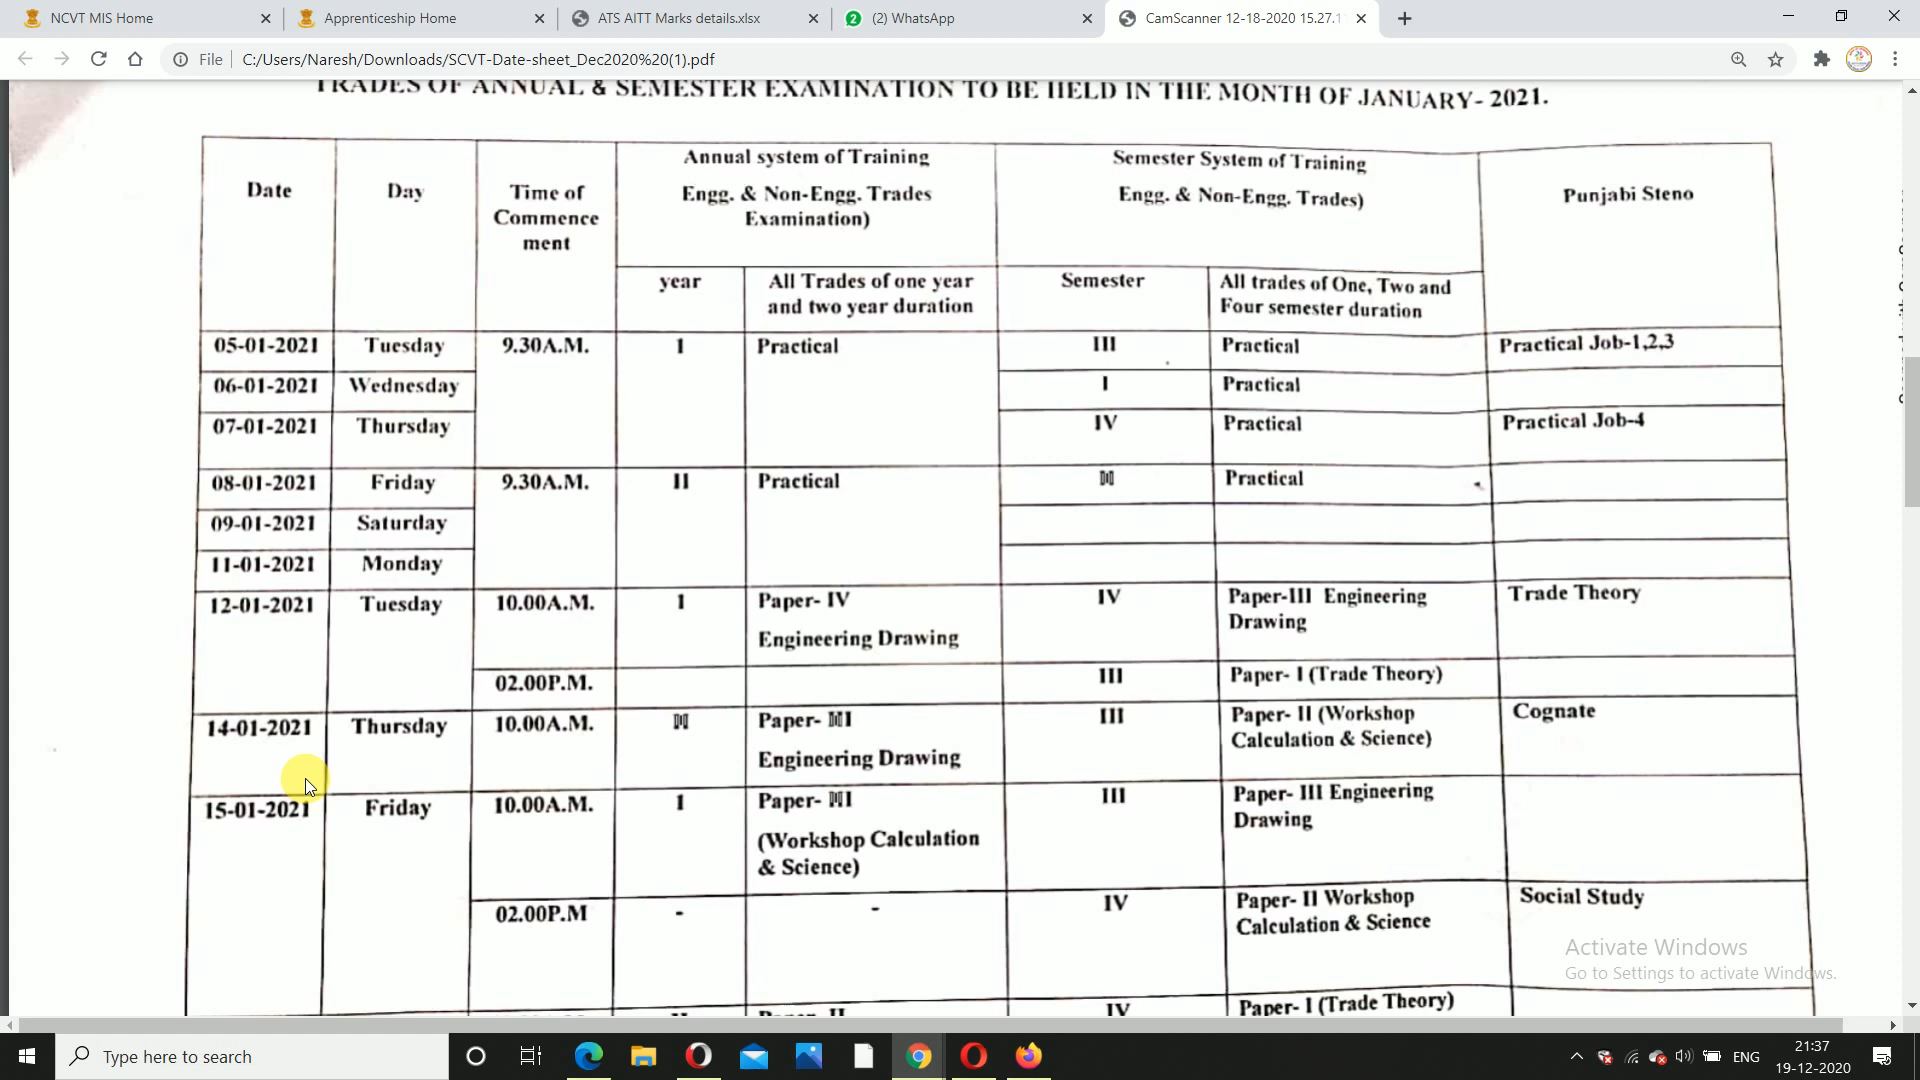 NCVT MIS Home
Apprenticeship Home
ATS AITT Marks details.xlsx
(2) WhatsApp
CamScanner 12-18-2020 15.27.1
File
C:/Users/Naresh/Downloads/SCVT-Date-sheet_Dec2020%20(1).pdf
TRADES OF ANNUAL & SEMESTER EXAMINATION TO BE HELD IN THE MONTH OF JANUARY- 2021.
Date
Day
Time of
Commence
ment
Annual system of Training
Engg. & Non-Engg. Trades
Examination)
Semester System of Training
Engg. & Non-Engg. Trades)
Punjabi Steno
year
All Trades of one year
and two year duration
Semester
All trades of One, Two and
Four semester duration
05-01-2021 Tuesday 9.30A.M. I Practical III Practical Practical Job-1,2,3
06-01-2021 Wednesday I Practical
07-01-2021 Thursday IV Practical Practical Job-4
08-01-2021 Friday 9.30A.M. II Practical Practical
09-01-2021 Saturday
11-01-2021 Monday
12-01-2021 Tuesday 10.00A.M. I Paper- IV
Engineering Drawing
IV Paper-III Engineering
Drawing
Trade Theory
02.00P.M. III Paper- I (Trade Theory)
14-01-2021 Thursday 10.00A.M. Paper-
Engineering Drawing
III Paper- II (Workshop
Calculation & Science)
Cognate
15-01-2021 Friday 10.00A.M. I Paper-
(Workshop Calculation
& Science)
III Paper- III Engineering
Drawing
02.00P.M - - IV Paper- II Workshop
Calculation & Science
Social Study
IV Paper- I (Trade Theory)
Activate Windows
Go to Settings to activate Windows.
Type here to search
ENG
21:37
19-12-2020